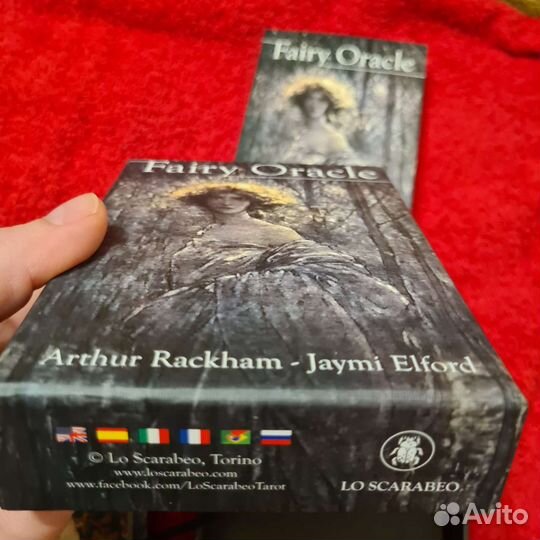 Fairy Oracle
Fairy Oracle
Arthur Rackham - Jaymi Elford
© Lo Scarabeo, Torino
www.loscarabeo.com
www.facebook.com/LoScarabeoTarot
LO SCARABEO
Avito